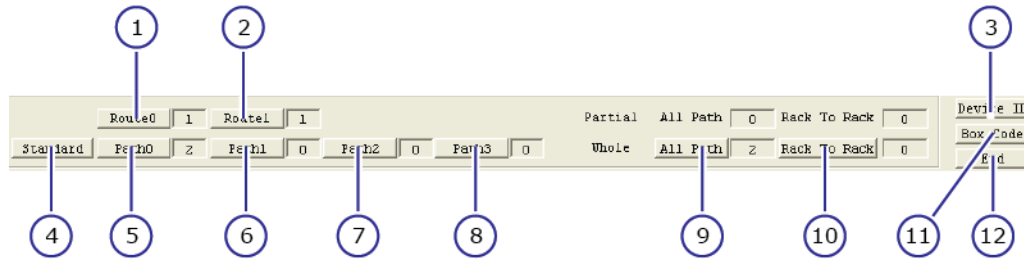 1 2 3
Route0 1 Route1 1 Partial All Path 0 Rack To Rack 0 Device ID
Standard Path0 2 Path1 0 Path2 0 Path3 0 Whole All Path 2 Rack To Rack 0 Box Code
End
4 5 6 7 8 9 10 11 12